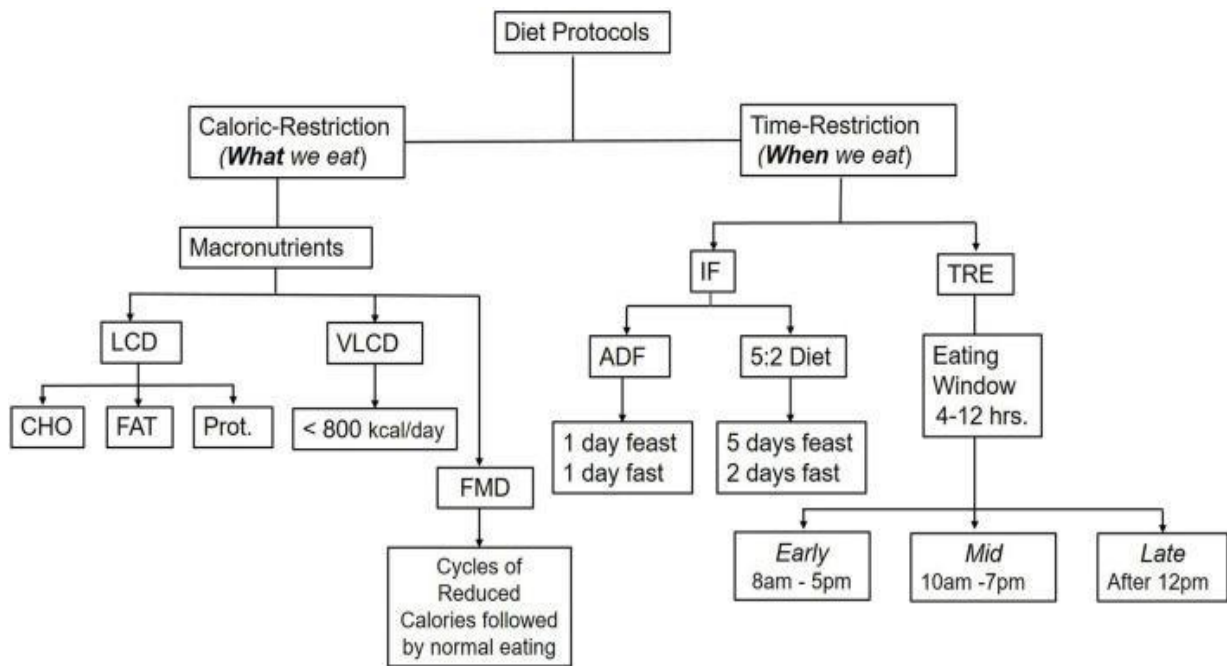 Diet Protocols
Caloric-Restriction
(What we eat)
Time-Restriction
(When we eat)
Macronutrients
IF
TRE
LCD
VLCD
ADF
5:2 Diet
Eating
Window
4-12 hrs.
CHO
FAT
Prot.
< 800 kcal/day
1 day feast
1 day fast
5 days feast
2 days fast
FMD
Early
8am - 5pm
Mid
10am -7pm
Late
After 12pm
Cycles of
Reduced
Calories followed
by normal eating